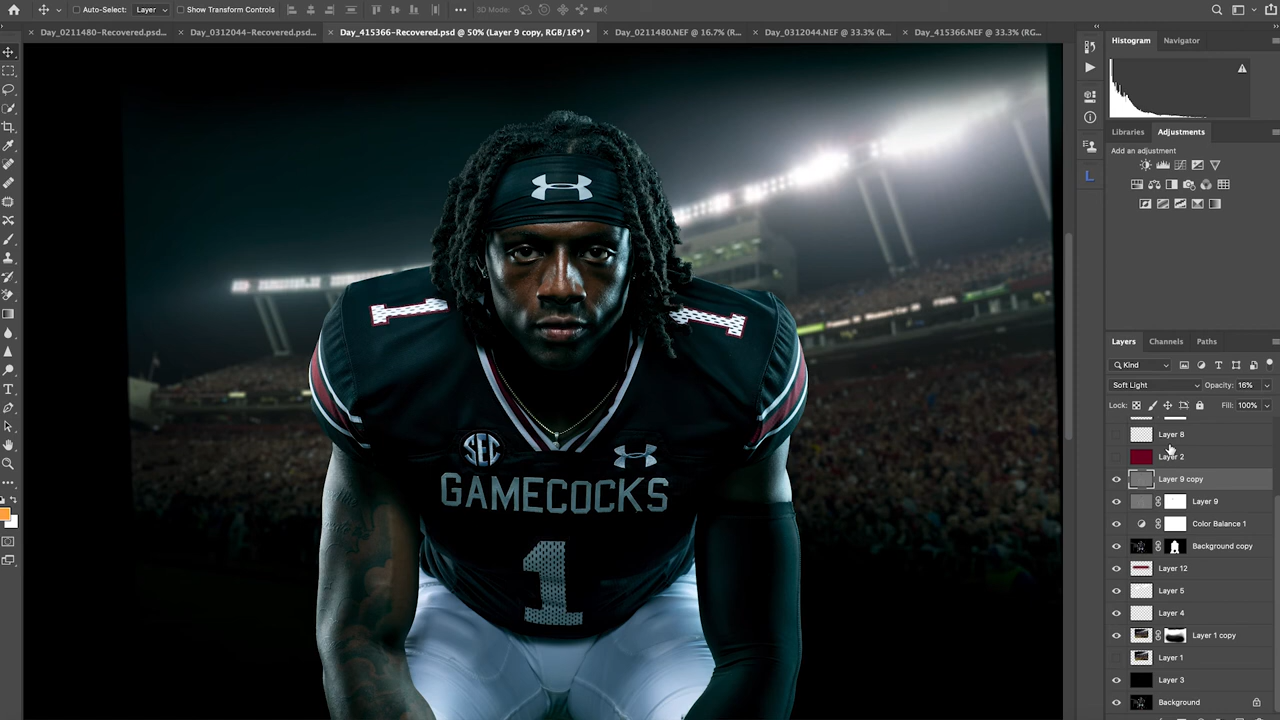 Auto-Select: Layer Show Transform Controls 3D Mode:
Day_0211480-Recovered.psd... Day_0312044-Recovered.psd... Day_415366-Recovered.psd @ 50% (Layer 9 copy, RGB/16*) * Day_0211480.NEF @ 16.7% (R... Day_0312044.NEF @ 33.3% (R... Day_415366.NEF @ 33.3% (RG...
Histogram Navigator
Libraries Adjustments
Add an adjustment
L
Layers Channels Paths
Kind
Soft Light Opacity: 16%
Lock: Fill: 100%
Layer 8
Layer 2
Layer 9 copy
Layer 9
Color Balance 1
Background copy
Layer 12
Layer 5
Layer 4
Layer 1 copy
Layer 1
Layer 3
Background
1 1
SEC
GAMECOCKS
1